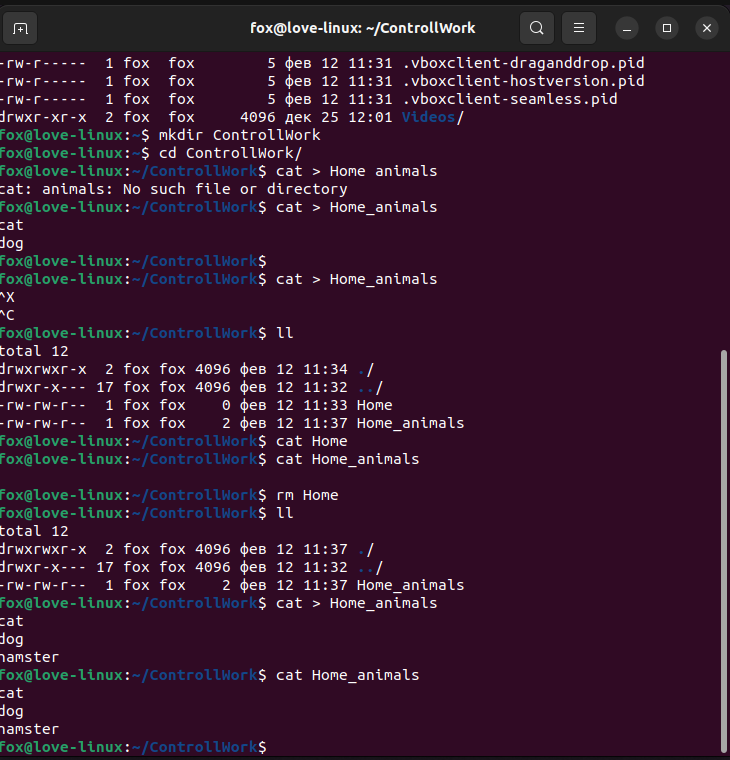 fox@love-linux: ~/ControllWork
-rw-r----- 1 fox fox 5 фев 12 11:31 .vboxclient-draganddrop.pid
-rw-r----- 1 fox fox 5 фев 12 11:31 .vboxclient-hostversion.pid
-rw-r----- 1 fox fox 5 фев 12 11:31 .vboxclient-seamless.pid
drwxr-xr-x 2 fox fox 4096 дек 25 12:01 Videos/
fox@love-linux:~$ mkdir ControllWork
fox@love-linux:~$ cd ControllWork/
fox@love-linux:~/ControllWork$ cat > Home animals
cat: animals: No such file or directory
fox@love-linux:~/ControllWork$ cat > Home_animals
cat
dog
fox@love-linux:~/ControllWork$
fox@love-linux:~/ControllWork$ cat > Home_animals
^X
^C
fox@love-linux:~/ControllWork$ ll
total 12
drwxrwxr-x 2 fox fox 4096 фев 12 11:34 ./
drwxr-x--- 17 fox fox 4096 фев 12 11:32 ../
-rw-rw-r-- 1 fox fox 0 фев 12 11:33 Home
-rw-rw-r-- 1 fox fox 2 фев 12 11:37 Home_animals
fox@love-linux:~/ControllWork$ cat Home
fox@love-linux:~/ControllWork$ cat Home_animals
fox@love-linux:~/ControllWork$ rm Home
fox@love-linux:~/ControllWork$ ll
total 12
drwxrwxr-x 2 fox fox 4096 фев 12 11:37 ./
drwxr-x--- 17 fox fox 4096 фев 12 11:32 ../
-rw-rw-r-- 1 fox fox 2 фев 12 11:37 Home_animals
fox@love-linux:~/ControllWork$ cat > Home_animals
cat
dog
hamster
fox@love-linux:~/ControllWork$ cat Home_animals
cat
dog
hamster
fox@love-linux:~/ControllWork$